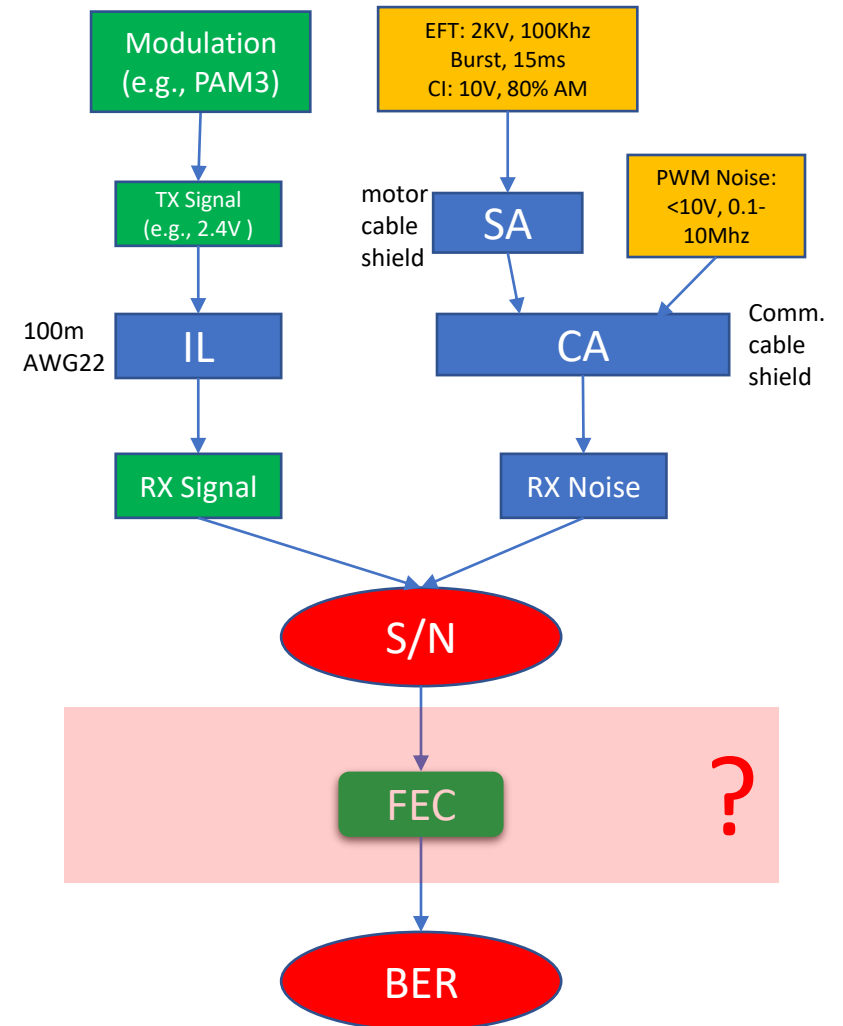 Modulation
(e.g., PAM3)
EFT: 2KV, 100Khz
Burst, 15ms
CI: 10V, 80% AM
TX Signal
(e.g., 2.4V )
motor
cable
shield
SA
PWM Noise:
<10V, 0.1-
10Mhz
100m
AWG22
IL
CA
Comm.
cable
shield
RX Signal
RX Noise
S/N
FEC
?
BER